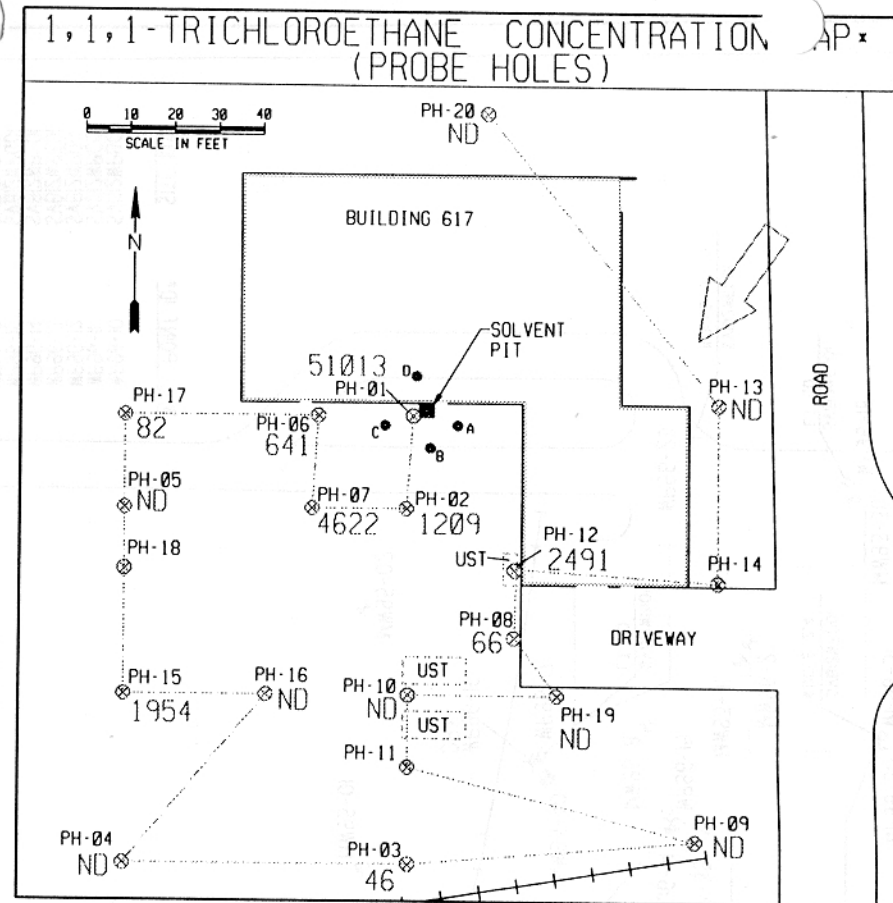 1,1,1-TRICHLOROETHANE CONCENTRATION AP*
(PROBE HOLES)
0 10 20 30 40
SCALE IN FEET
PH-20
ND
BUILDING 617
N
SOLVENT
PIT
51013
D
PH-01
PH-17
82
PH-06
641
C
A
B
PH-13
ND
ROAD
PH-05
ND
PH-07
4622
PH-02
1209
PH-12
2491
UST
PH-18
PH-14
PH-08
66
DRIVEWAY
PH-15
1954
PH-16
ND
UST
PH-10
ND
UST
PH-19
ND
PH-11
PH-04
ND
PH-03
46
PH-09
ND